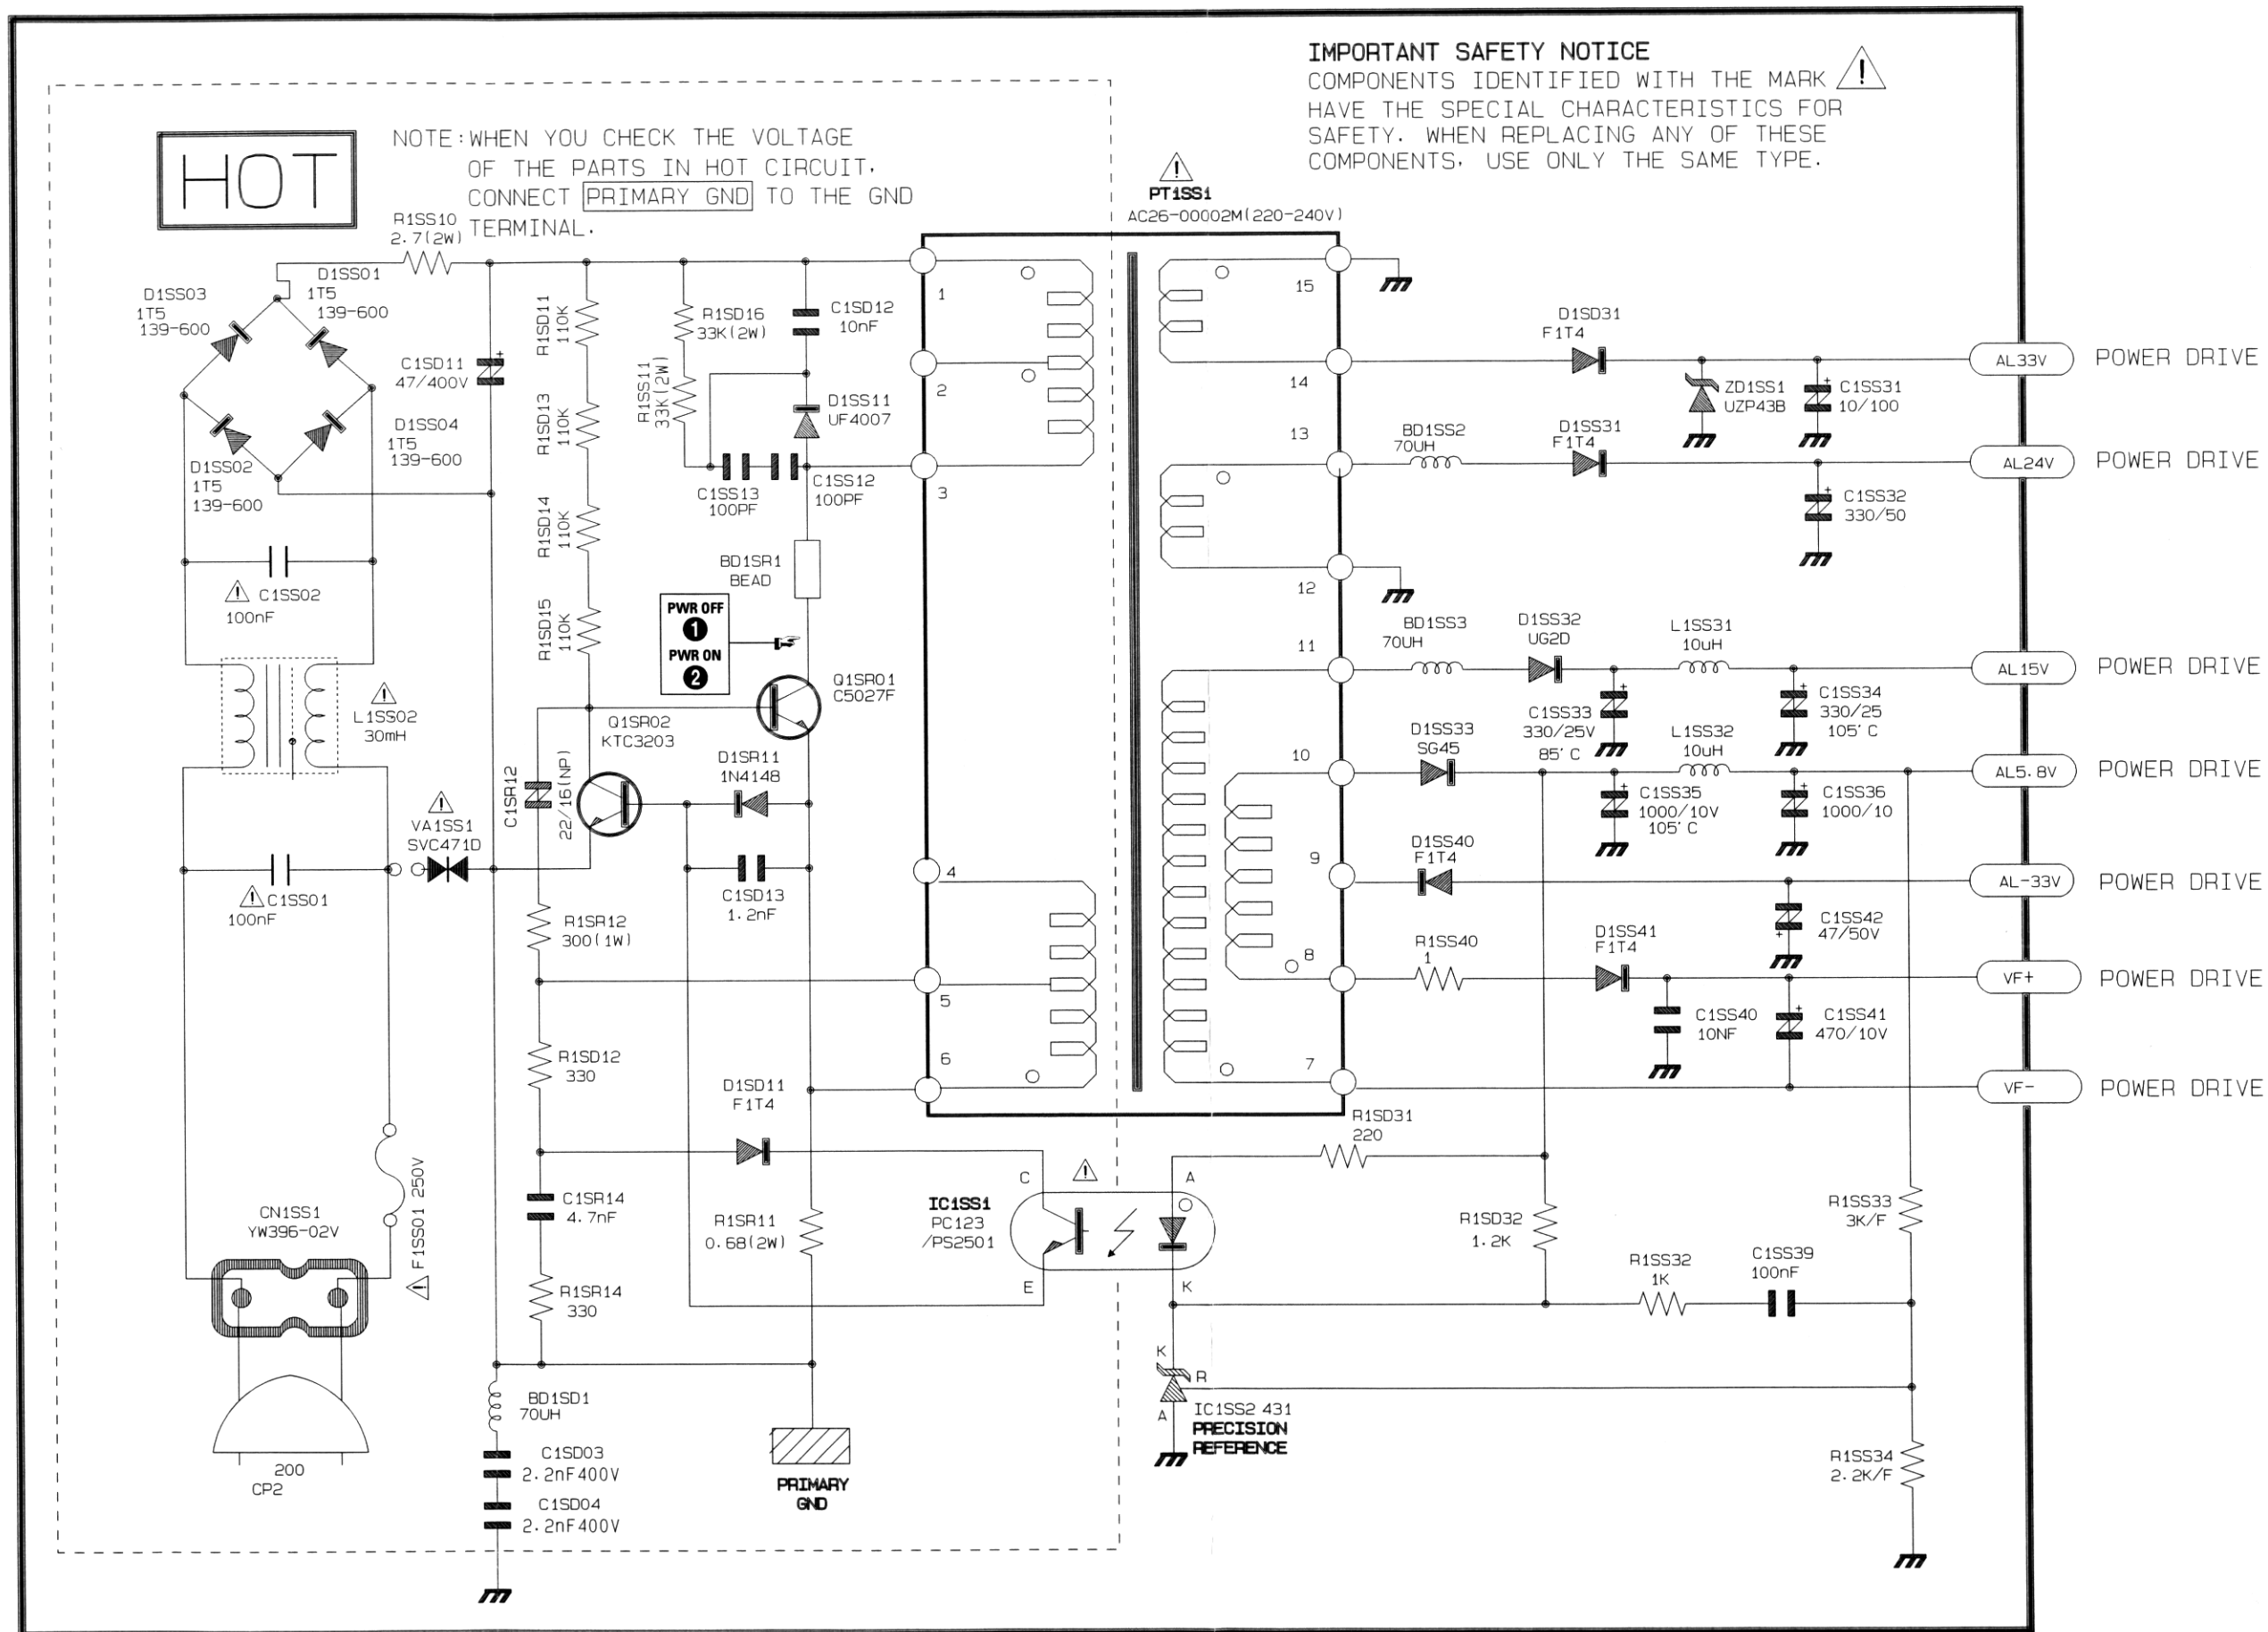 IMPORTANT SAFETY NOTICE
COMPONENTS IDENTIFIED WITH THE MARK
HAVE THE SPECIAL CHARACTERISTICS FOR
SAFETY. WHEN REPLACING ANY OF THESE
COMPONENTS, USE ONLY THE SAME TYPE.
HOT
NOTE:WHEN YOU CHECK THE VOLTAGE
OF THE PARTS IN HOT CIRCUIT,
CONNECT PRIMARY GND TO THE GND
TERMINAL.
PT1SS1
AC26-00002M(220-240V)
R1SS10
2.7(2W)
D1SS03
1T5
139-600
D1SS01
1T5
139-600
D1SS04
1T5
139-600
D1SS02
1T5
139-600
C1SD11
47/400V
+
R1SD11
110K
R1SD13
110K
R1SD14
110K
R1SD15
110K
R1SD16
33K(2W)
R1SS11
33K(2W)
C1SD12
10nF
D1SS11
UF4007
C1SS13
100PF
C1SS12
100PF
BD1SR1
BEAD
PWR OFF
1
PWR ON
2
Q1SR01
C5027F
Q1SR02
KTC3203
C1SR12
22/16(NP)
D1SR11
1N4148
C1SD13
1.2nF
C1SS02
100nF
L1SS02
30mH
VA1SS1
SVC471D
C1SS01
100nF
R1SR12
300(1W)
R1SD12
330
D1SD11
F1T4
C1SR14
4.7nF
R1SR14
330
R1SR11
0.68(2W)
F1SS01 250V
CN1SS1
YW396-02V
200
CP2
BD1SD1
70UH
C1SD03
2.2nF400V
C1SD04
2.2nF400V
PRIMARY
GND
1
2
3
4
5
6
15
14
13
12
11
10
9
8
7
D1SD31
F1T4
ZD1SS1
UZP43B
+
C1SS31
10/100
AL33V
POWER DRIVE
BD1SS2
70UH
D1SS31
F1T4
+
C1SS32
330/50
AL24V
POWER DRIVE
BD1SS3
70UH
D1SS32
UG2D
L1SS31
10uH
+
C1SS33
330/25V
85'C
+
C1SS34
330/25
105'C
AL15V
POWER DRIVE
D1SS33
SG45
L1SS32
10uH
+
C1SS35
1000/10V
105'C
+
C1SS36
1000/10
AL5.8V
POWER DRIVE
D1SS40
F1T4
C1SS42
47/50V
+
AL-33V
POWER DRIVE
R1SS40
1
D1SS41
F1T4
C1SS40
10NF
+
C1SS41
470/10V
VF+
POWER DRIVE
VF-
POWER DRIVE
R1SD31
220
C
E
A
K
IC1SS1
PC123
/PS2501
R1SD32
1.2K
R1SS33
3K/F
R1SS32
1K
C1SS39
100nF
K
R
A
IC1SS2 431
PRECISION
REFERENCE
R1SS34
2.2K/F